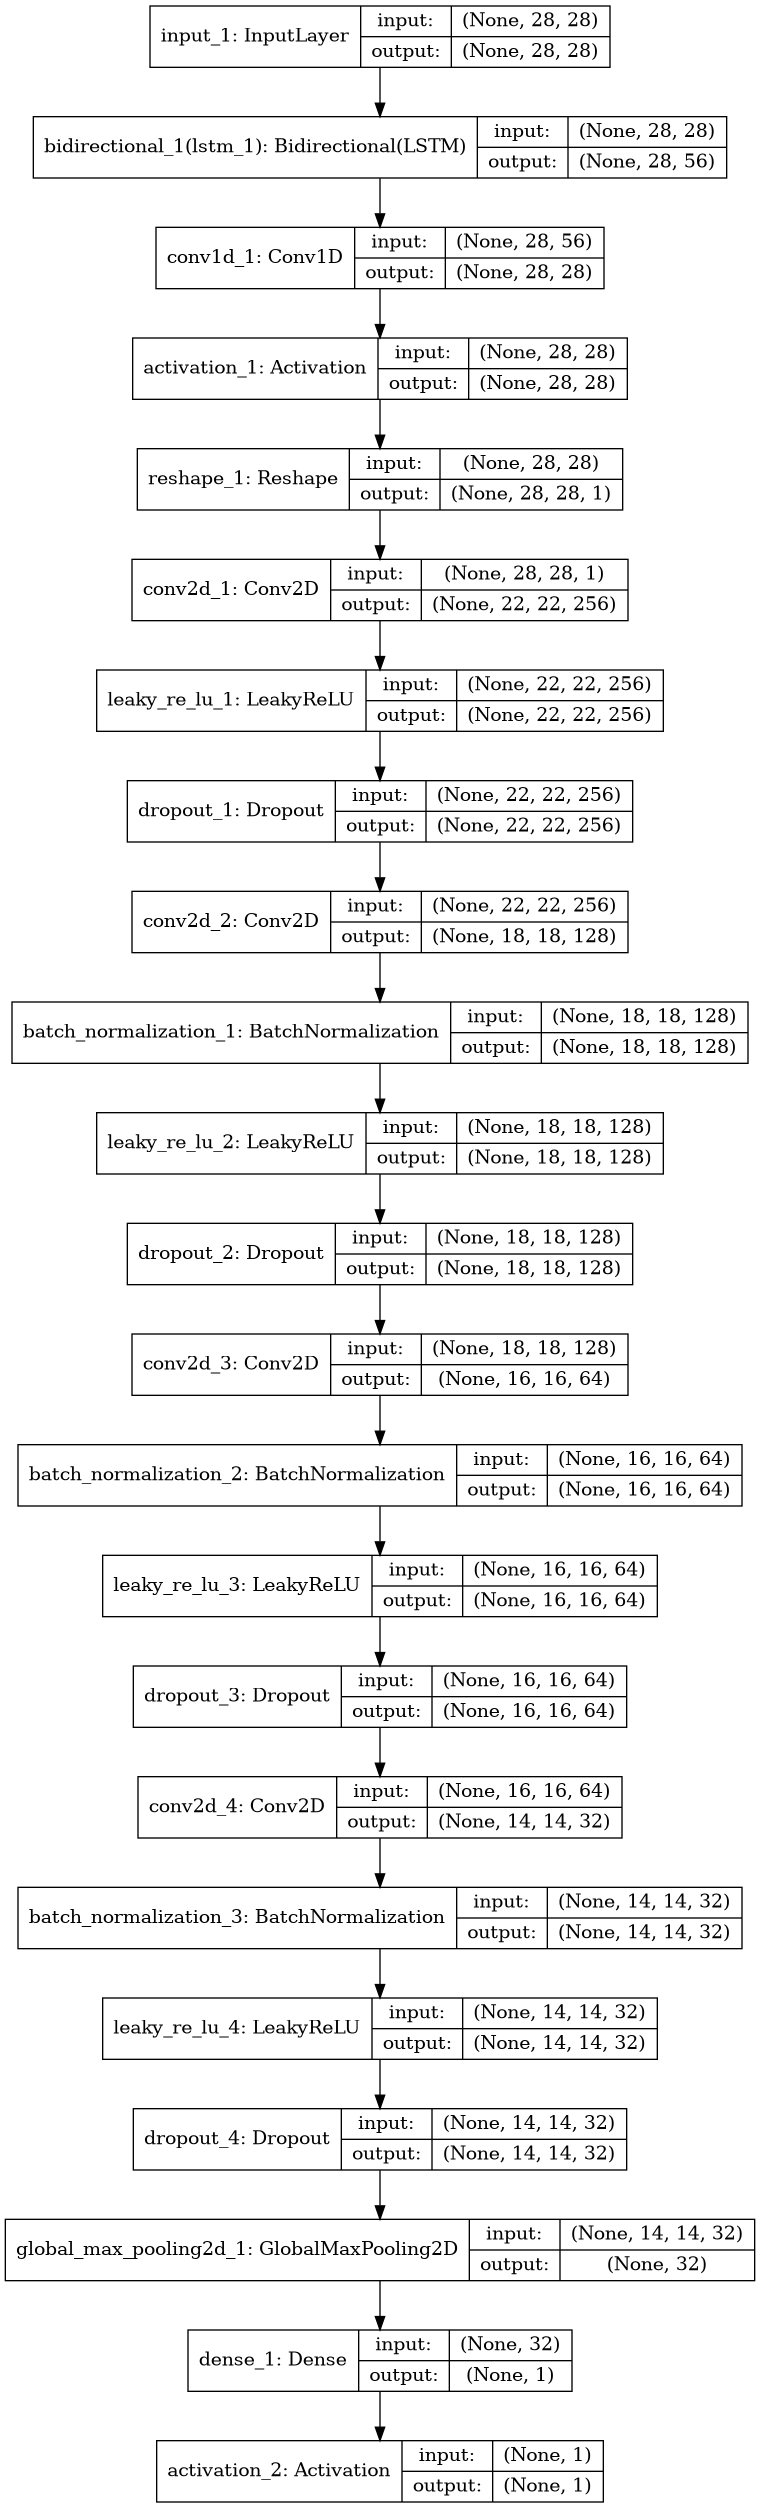 input_1: InputLayer
input: (None, 28, 28)
output: (None, 28, 28)
bidirectional_1(lstm_1): Bidirectional(LSTM)
input: (None, 28, 28)
output: (None, 28, 56)
conv1d_1: Conv1D
input: (None, 28, 56)
output: (None, 28, 28)
activation_1: Activation
input: (None, 28, 28)
output: (None, 28, 28)
reshape_1: Reshape
input: (None, 28, 28)
output: (None, 28, 28, 1)
conv2d_1: Conv2D
input: (None, 28, 28, 1)
output: (None, 22, 22, 256)
leaky_re_lu_1: LeakyReLU
input: (None, 22, 22, 256)
output: (None, 22, 22, 256)
dropout_1: Dropout
input: (None, 22, 22, 256)
output: (None, 22, 22, 256)
conv2d_2: Conv2D
input: (None, 22, 22, 256)
output: (None, 18, 18, 128)
batch_normalization_1: BatchNormalization
input: (None, 18, 18, 128)
output: (None, 18, 18, 128)
leaky_re_lu_2: LeakyReLU
input: (None, 18, 18, 128)
output: (None, 18, 18, 128)
dropout_2: Dropout
input: (None, 18, 18, 128)
output: (None, 18, 18, 128)
conv2d_3: Conv2D
input: (None, 18, 18, 128)
output: (None, 16, 16, 64)
batch_normalization_2: BatchNormalization
input: (None, 16, 16, 64)
output: (None, 16, 16, 64)
leaky_re_lu_3: LeakyReLU
input: (None, 16, 16, 64)
output: (None, 16, 16, 64)
dropout_3: Dropout
input: (None, 16, 16, 64)
output: (None, 16, 16, 64)
conv2d_4: Conv2D
input: (None, 16, 16, 64)
output: (None, 14, 14, 32)
batch_normalization_3: BatchNormalization
input: (None, 14, 14, 32)
output: (None, 14, 14, 32)
leaky_re_lu_4: LeakyReLU
input: (None, 14, 14, 32)
output: (None, 14, 14, 32)
dropout_4: Dropout
input: (None, 14, 14, 32)
output: (None, 14, 14, 32)
global_max_pooling2d_1: GlobalMaxPooling2D
input: (None, 14, 14, 32)
output: (None, 32)
dense_1: Dense
input: (None, 32)
output: (None, 1)
activation_2: Activation
input: (None, 1)
output: (None, 1)